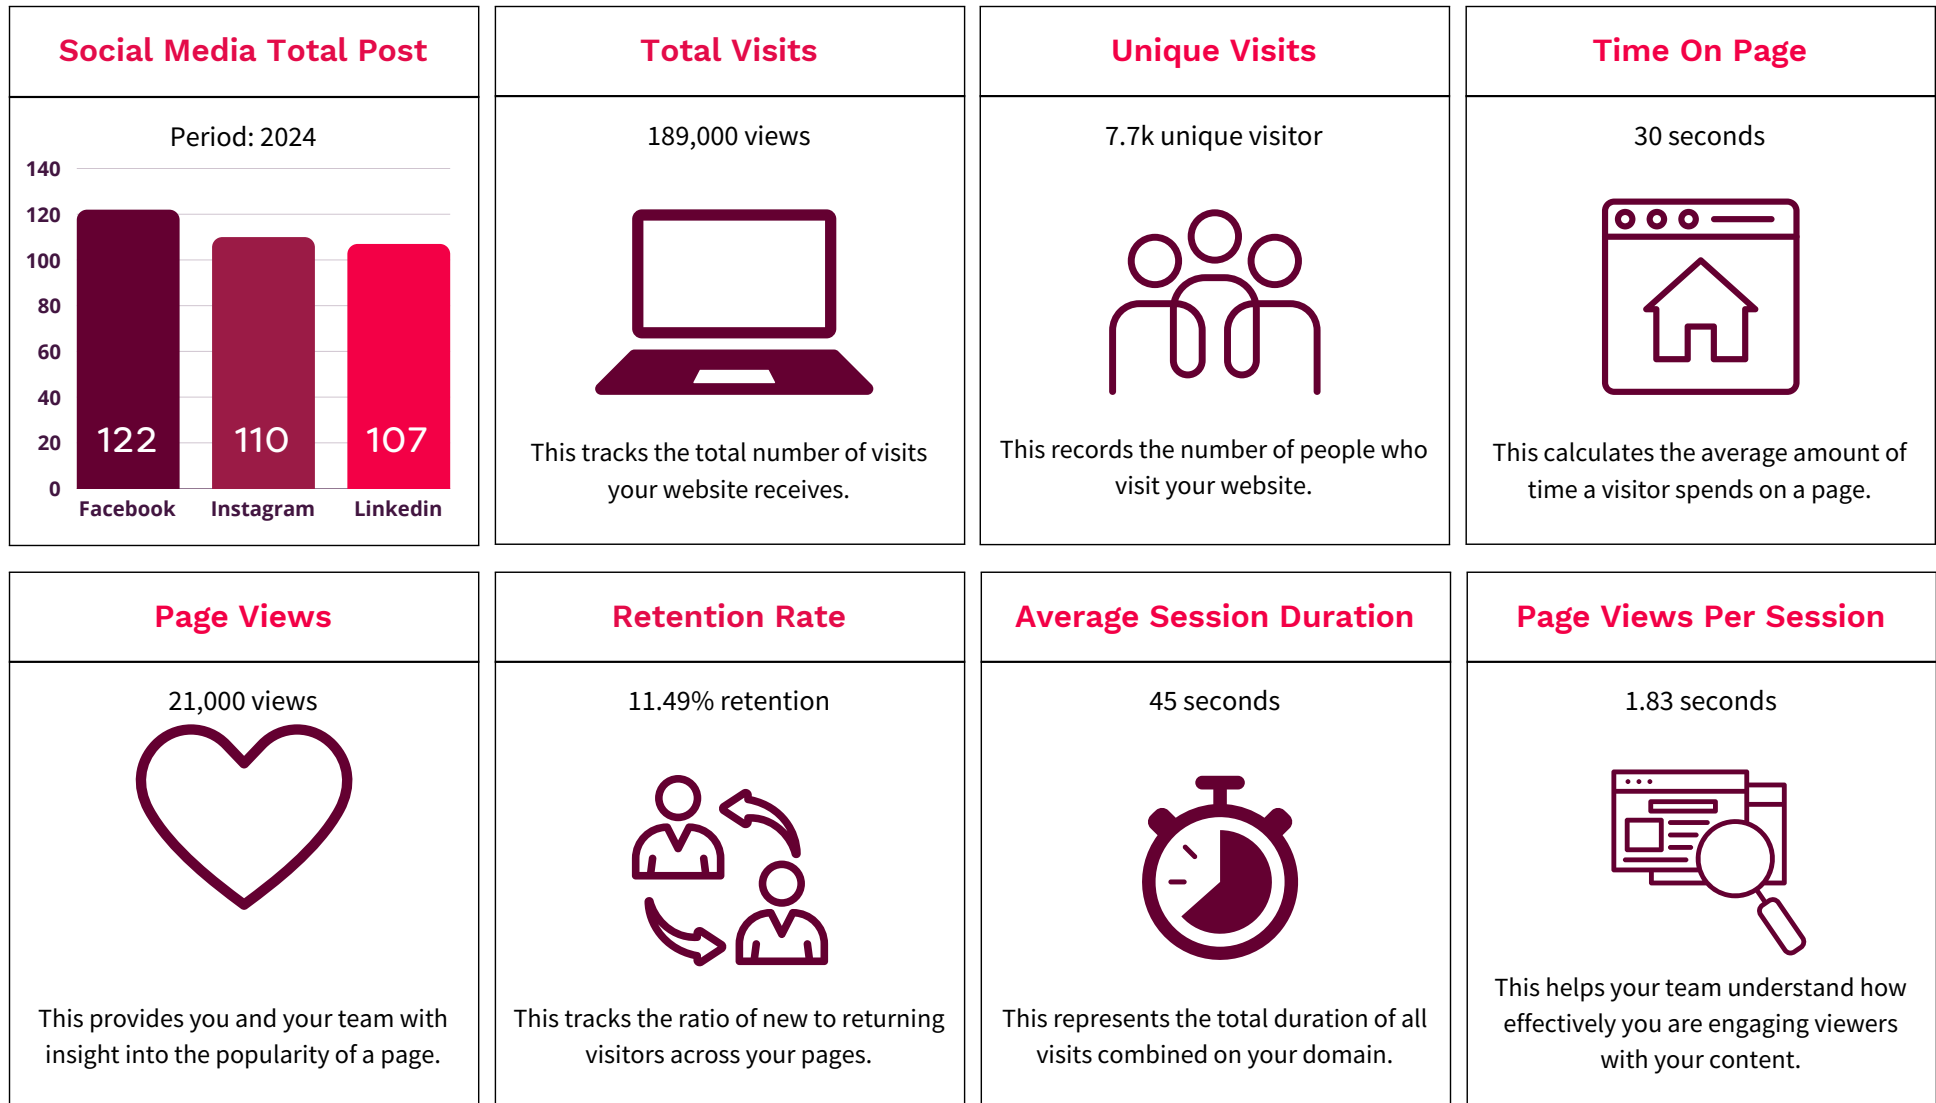 Social Media Total Post
Period: 2024
140
120
100
80
60
40
20
0
122
110
107
Facebook
Instagram
Linkedin
Total Visits
189,000 views
This tracks the total number of visits
your website receives.
Unique Visits
7.7k unique visitor
This records the number of people who
visit your website.
Time On Page
30 seconds
This calculates the average amount of
time a visitor spends on a page.
Page Views
21,000 views
This provides you and your team with
insight into the popularity of a page.
Retention Rate
11.49% retention
This tracks the ratio of new to returning
visitors across your pages.
Average Session Duration
45 seconds
This represents the total duration of all
visits combined on your domain.
Page Views Per Session
1.83 seconds
This helps your team understand how
effectively you are engaging viewers
with your content.